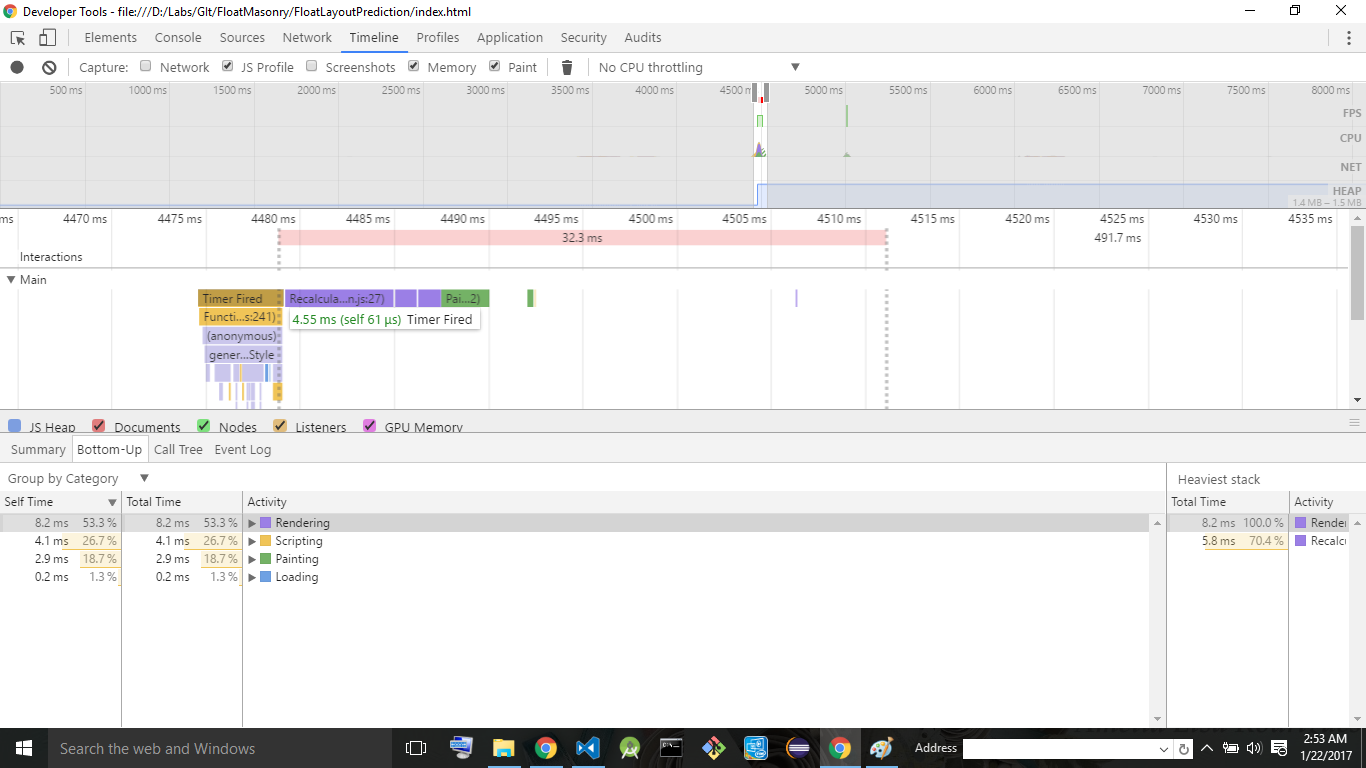 Developer Tools - file:///D:/Labs/GIt/FloatMasonry/FloatLayoutPrediction/index.html
Elements Console Sources Network Timeline Profiles Application Security Audits
Capture: Network JS Profile Screenshots Memory Paint No CPU throttling
500 ms 1000 ms 1500 ms 2000 ms 2500 ms 3000 ms 3500 ms 4000 ms 4500 m 5000 ms 5500 ms 6000 ms 6500 ms 7000 ms 7500 ms 8000 ms
FPS
CPU
NET
HEAP
1.4 MB – 1.5 MB
ms 4470 ms 4475 ms 4480 ms 4485 ms 4490 ms 4495 ms 4500 ms 4505 ms 4510 ms 4515 ms 4520 ms 4525 ms 4530 ms 4535 ms
32.3 ms 491.7 ms
Interactions
Main
Timer Fired Recalcula…n.js:27) Pai…2)
Functi…s:241) 4.55 ms (self 61 μs) Timer Fired
(anonymous)
gener…Style
JS Heap Documents Nodes Listeners GPU Memory
Summary Bottom-Up Call Tree Event Log
Group by Category Heaviest stack
Self Time Total Time Activity Total Time Activity
8.2 ms 53.3 % 8.2 ms 53.3 % Rendering 8.2 ms 100.0 % Render
4.1 ms 26.7 % 4.1 ms 26.7 % Scripting 5.8 ms 70.4 % Recalcu
2.9 ms 18.7 % 2.9 ms 18.7 % Painting
0.2 ms 1.3 % 0.2 ms 1.3 % Loading
Search the web and Windows Address 2:53 AM
1/22/2017